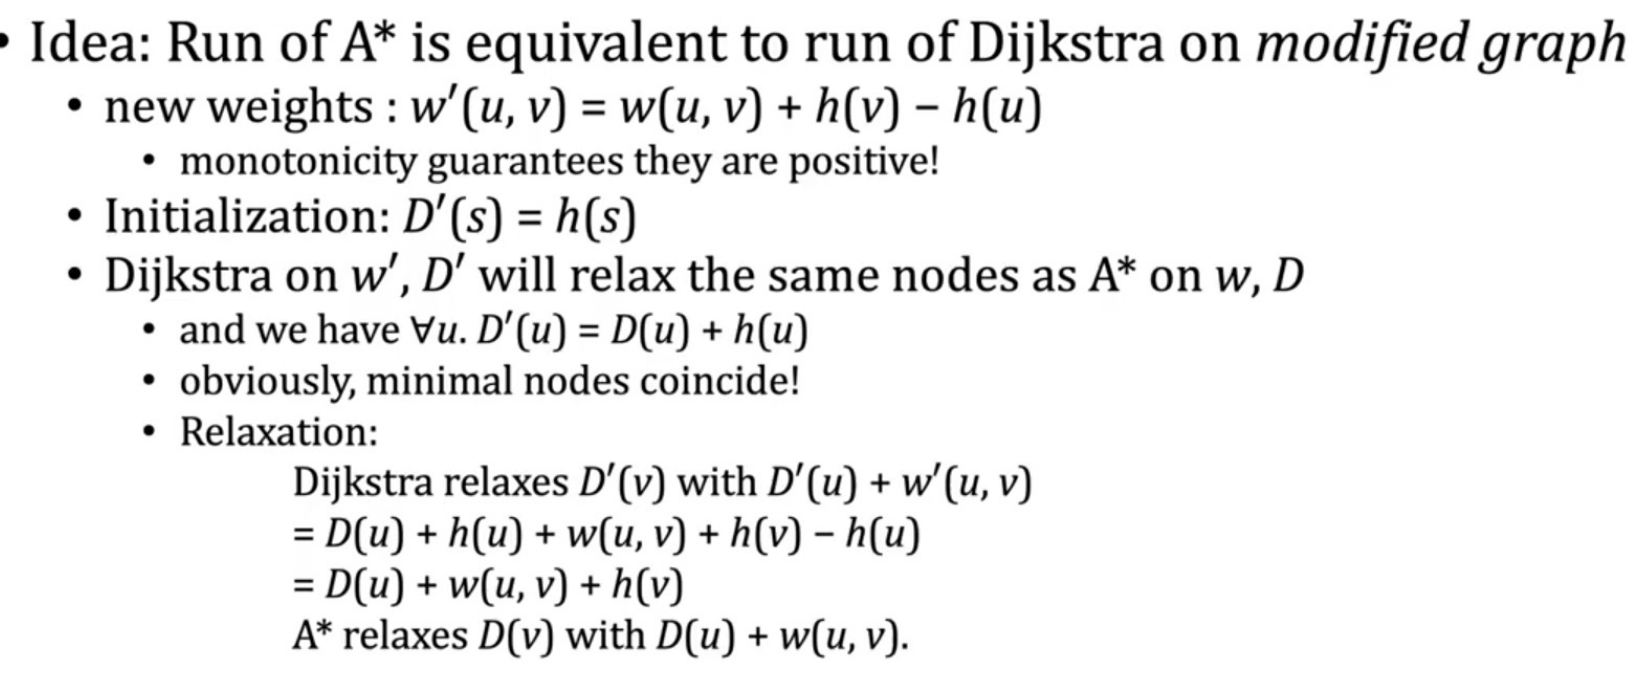 • Idea: Run of A* is equivalent to run of Dijkstra on modified graph
• new weights : w′(u, v) = w(u, v) + h(v) − h(u)
• monotonicity guarantees they are positive!
• Initialization: D′(s) = h(s)
• Dijkstra on w′, D′ will relax the same nodes as A* on w, D
• and we have ∀u. D′(u) = D(u) + h(u)
• obviously, minimal nodes coincide!
• Relaxation:
Dijkstra relaxes D′(v) with D′(u) + w′(u, v)
= D(u) + h(u) + w(u, v) + h(v) − h(u)
= D(u) + w(u, v) + h(v)
A* relaxes D(v) with D(u) + w(u, v).